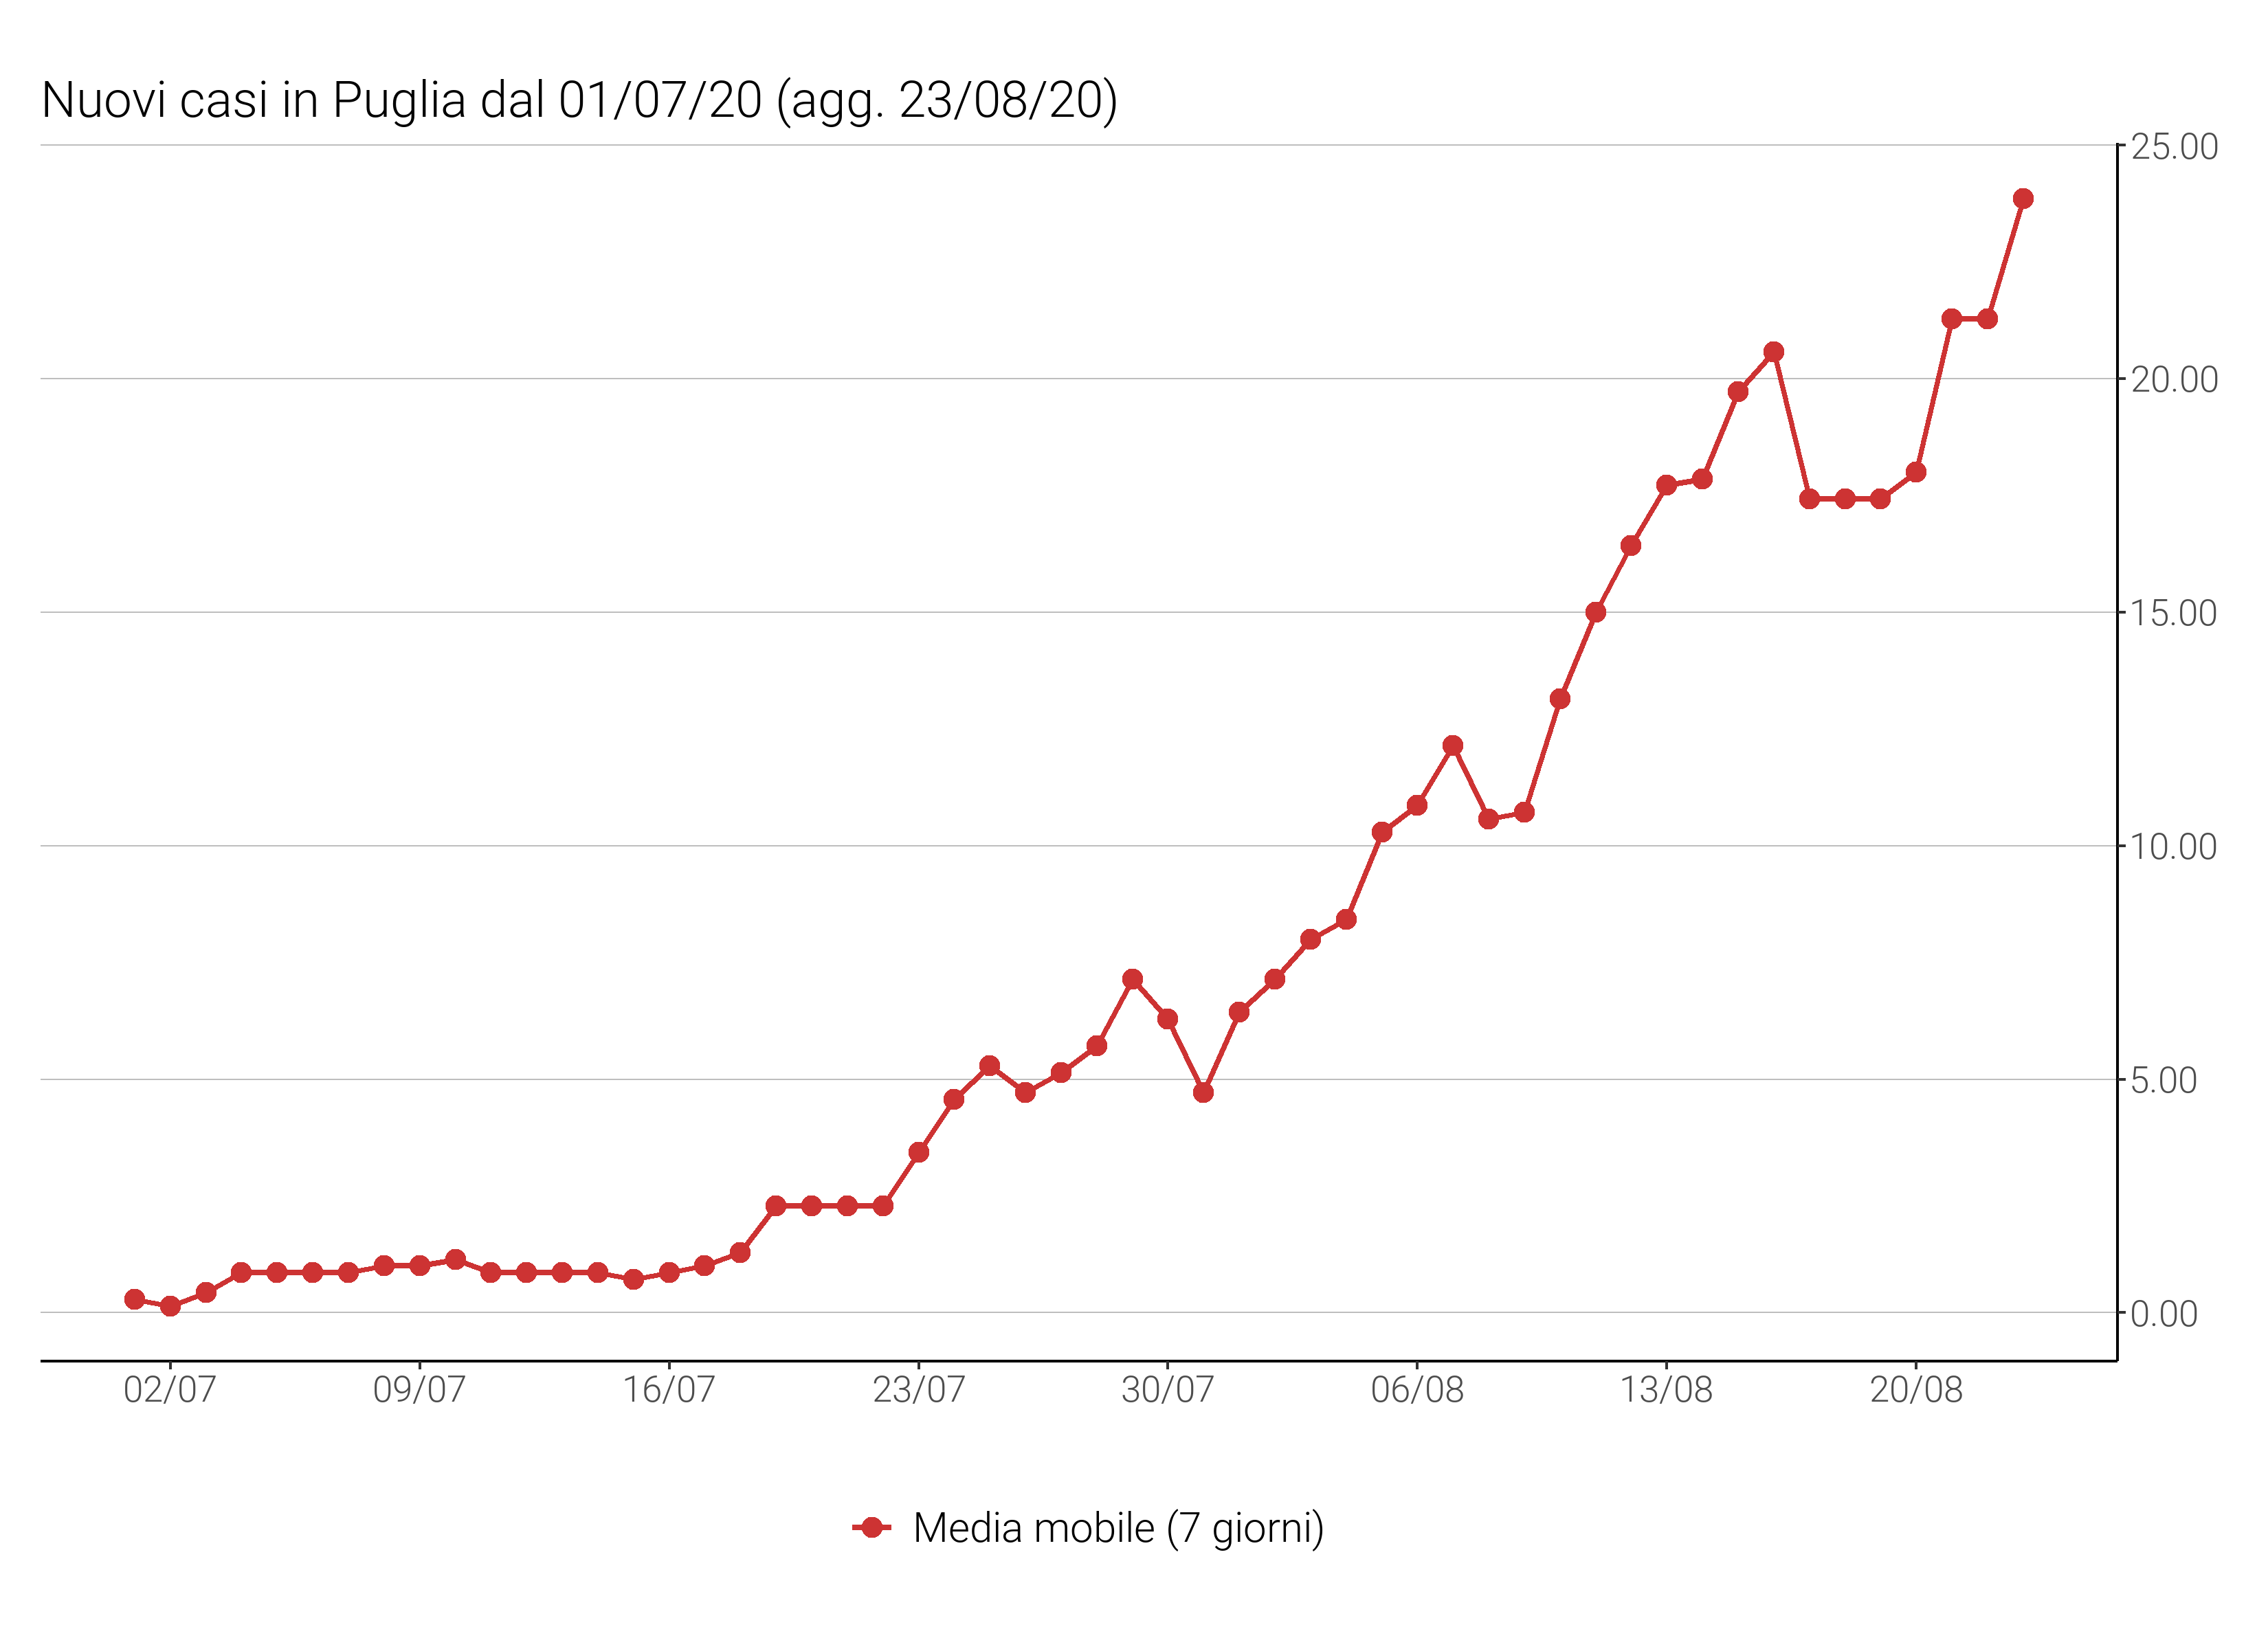 Nuovi casi in Puglia dal 01/07/20 (agg. 23/08/20)
25.00
20.00
15.00
10.00
5.00
0.00
02/07 09/07 16/07 23/07 30/07 06/08 13/08 20/08
Media mobile (7 giorni)